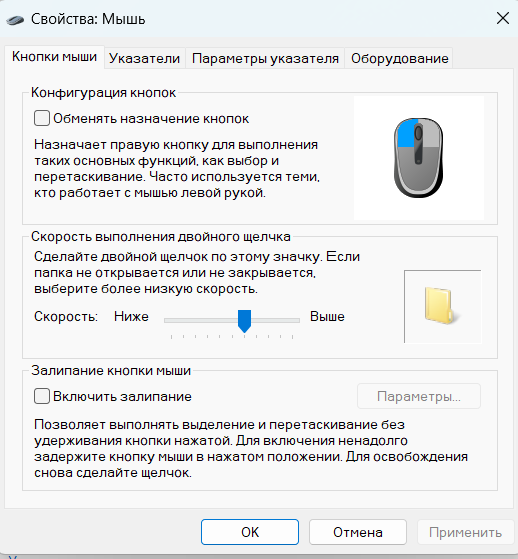 Свойства: Мышь
Кнопки мыши Указатели Параметры указателя Оборудование
Конфигурация кнопок
Обменять назначение кнопок
Назначает правую кнопку для выполнения
таких основных функций, как выбор и
перетаскивание. Часто используется теми,
кто работает с мышью левой рукой.
Скорость выполнения двойного щелчка
Сделайте двойной щелчок по этому значку. Если
папка не открывается или не закрывается,
выберите более низкую скорость.
Скорость: Ниже Выше
Залипание кнопки мыши
Включить залипание Параметры...
Позволяет выполнять выделение и перетаскивание без
удерживания кнопки нажатой. Для включения ненадолго
задержите кнопку мыши в нажатом положении. Для освобождения
снова сделайте щелчок.
OK Отмена Применить